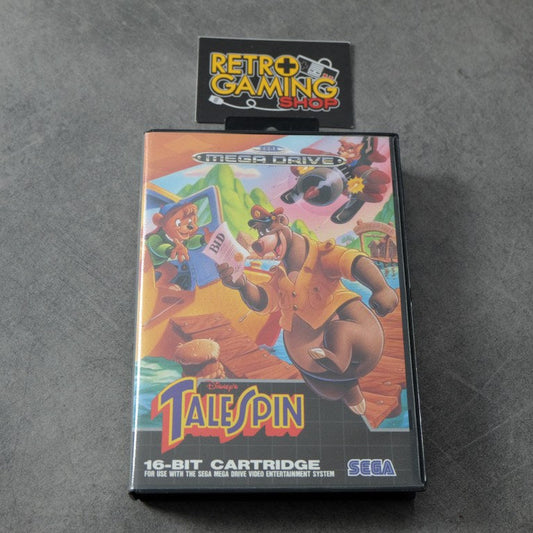 RETRO
GAMING
SHOP
SEGA
MEGA DRIVE
BID
Disney's
TALESPIN
16-BIT CARTRIDGE
SEGA
FOR USE WITH THE SEGA MEGA DRIVE VIDEO ENTERTAINMENT SYSTEM